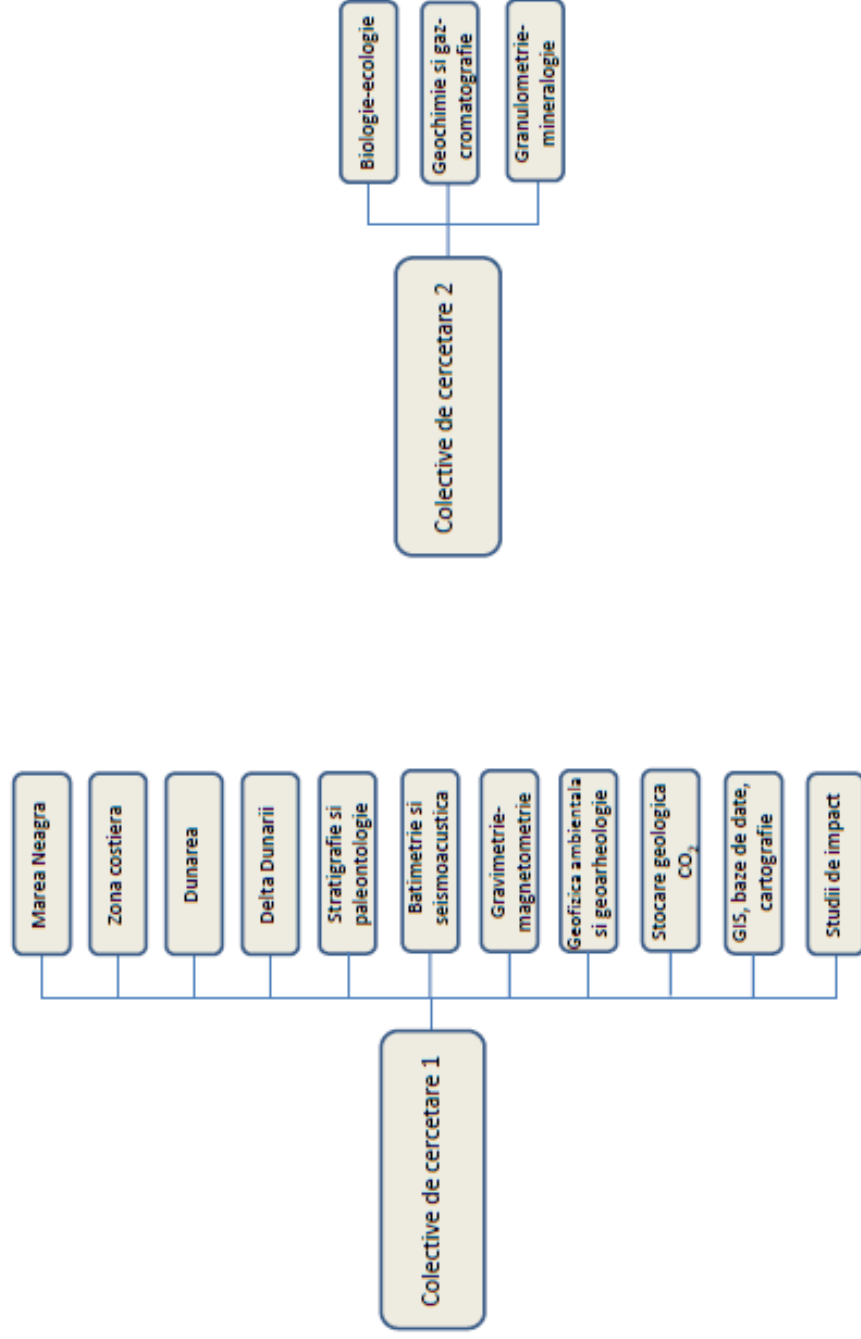 Colective de cercetare 1
Marea Neagra
Zona costiera
Dunarea
Delta Dunarii
Stratigrafie si
paleontologie
Batimetrie si
seismoacustica
Gravimetrie-
magnetometrie
Geofizica ambientala
si geoarheologie
Stocare geologica
CO₂
GIS, baze de date,
cartografie
Studii de impact
Colective de cercetare 2
Biologie-ecologie
Geochimie si gaz-
cromatografie
Granulometrie-
mineralogie